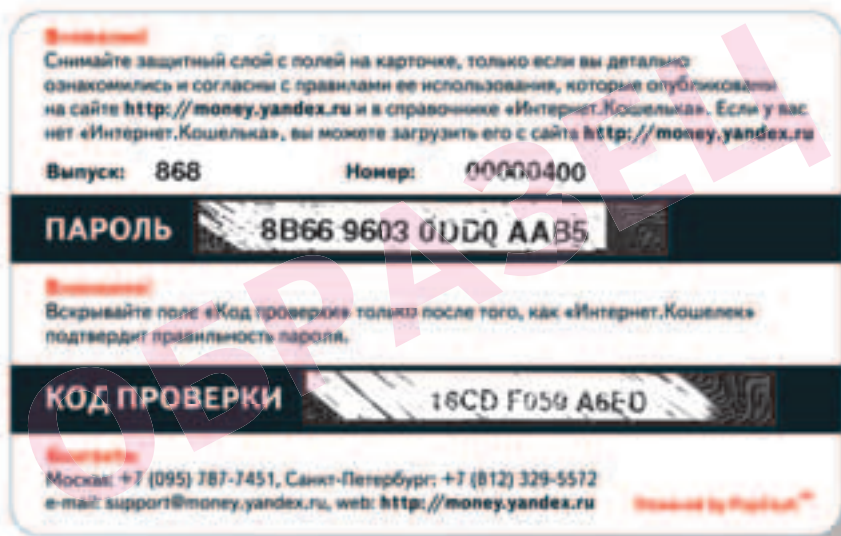 Внимание!
Снимайте защитный слой с полей на карточке, только если вы детально
ознакомились и согласны с правилами ее использования, которые опубликованы
на сайте http://money.yandex.ru и в справочнике «Интернет.Кошелька». Если у вас
нет «Интернет.Кошелька», вы можете загрузить его с сайта http://money.yandex.ru
Выпуск: 868 Номер: 00000400
ПАРОЛЬ 8B66 9603 0DD0 AAB5
Внимание!
Вскрывайте поле «Код проверки» только после того, как «Интернет.Кошелек»
подтвердит правильность пароля.
КОД ПРОВЕРКИ 16CD F059 A6ED
Контакты:
Москва: +7 (095) 787-7451, Санкт-Петербург: +7 (812) 329-5572
e-mail: support@money.yandex.ru, web: http://money.yandex.ru
Powered by PayCash
ОБРАЗЕЦ